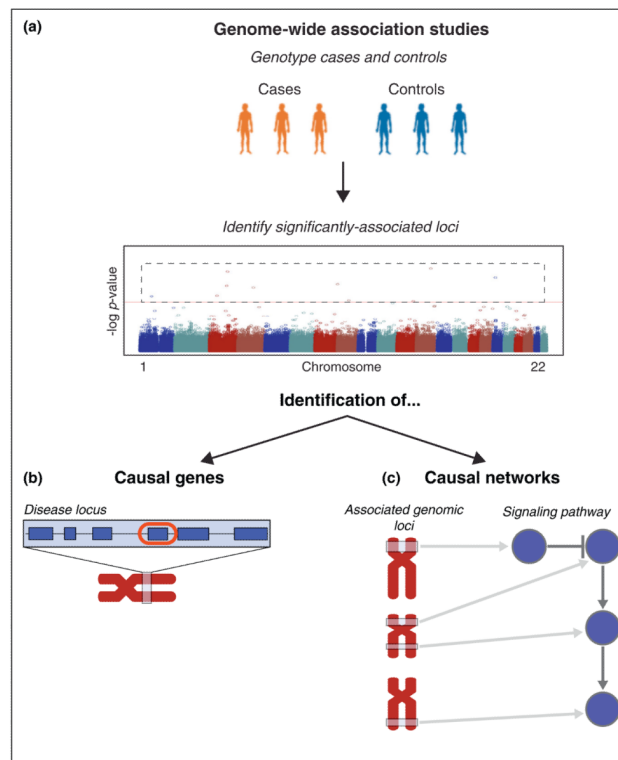 (a)
Genome-wide association studies
Genotype cases and controls
Cases Controls
Identify significantly-associated loci
-log p-value
1 Chromosome 22
Identification of...
(b) Causal genes
(c) Causal networks
Disease locus
Associated genomic
loci
Signaling pathway